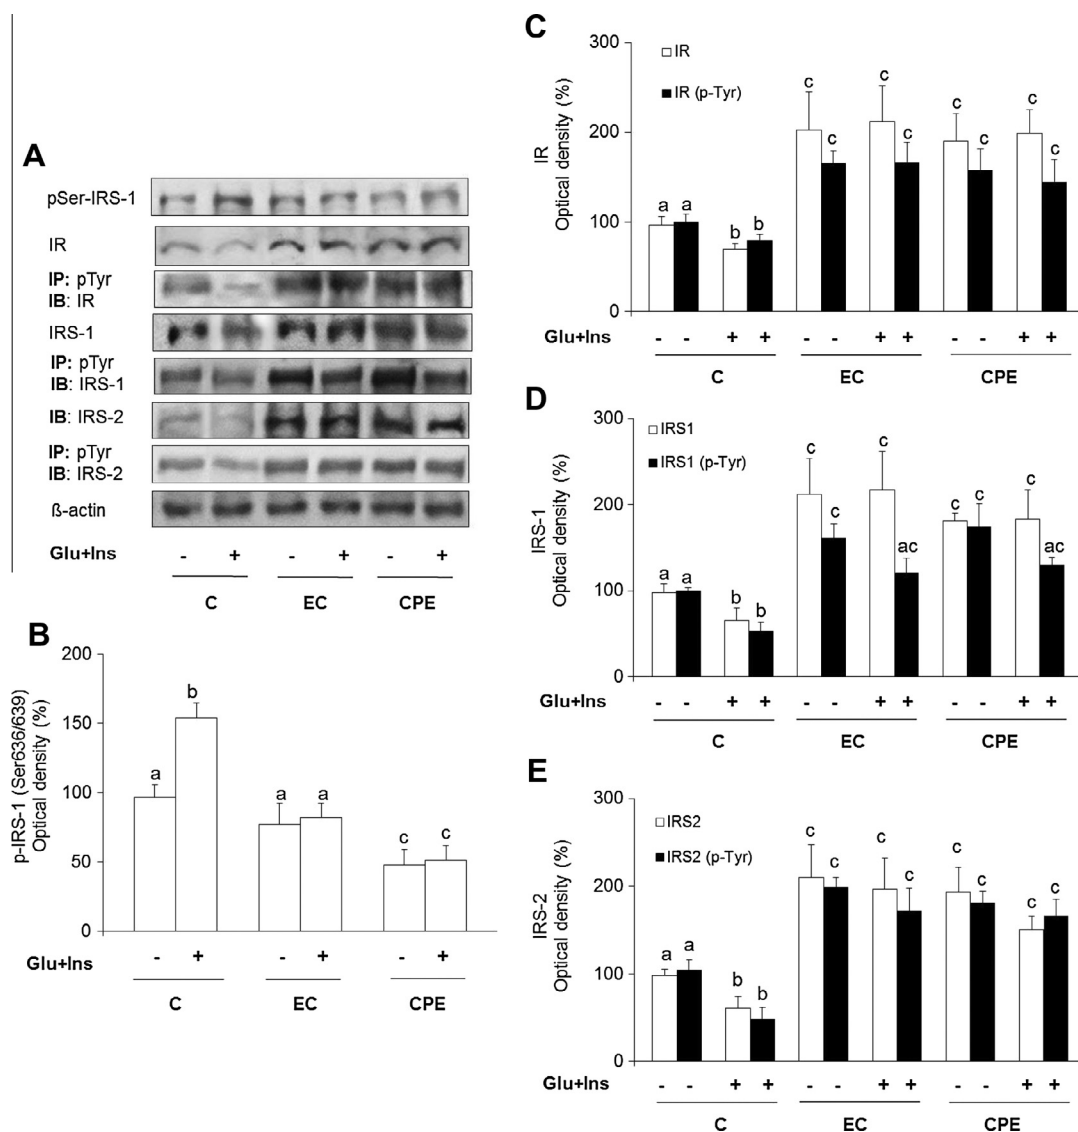 A
pSer-IRS-1
IR
IP: pTyr
IB: IR
IRS-1
IP: pTyr
IB: IRS-1
IB: IRS-2
IP: pTyr
IB: IRS-2
ß-actin
Glu+Ins - + - + - +
C EC CPE
B
p-IRS-1 (Ser636/639)
Optical density (%)
200
150
100
50
0
a b a a c c
Glu+Ins - + - + - +
C EC CPE
C
IR
Optical density (%)
300
200
100
0
IR
IR (p-Tyr)
a a b b c c c c c c c c
Glu+Ins - - + + - - + + - - + +
C EC CPE
D
IRS-1
Optical density (%)
300
200
100
0
IRS1
IRS1 (p-Tyr)
a a b b c c c ac c c c ac
Glu+Ins - - + + - - + + - - + +
C EC CPE
E
IRS-2
Optical density (%)
300
200
100
0
IRS2
IRS2 (p-Tyr)
a a b b c c c c c c c c
Glu+Ins - - + + - - + + - - + +
C EC CPE